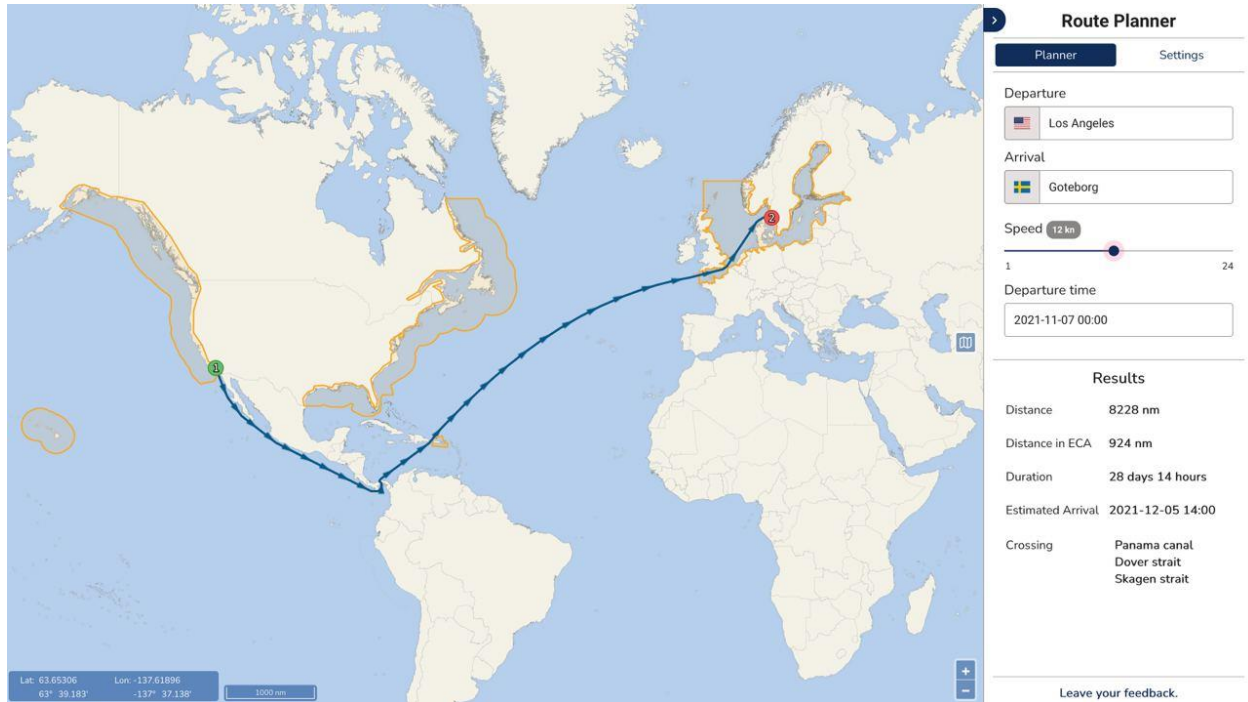 Route Planner
Planner Settings
Departure
Los Angeles
Arrival
Goteborg
Speed 12 kn
1 24
Departure time
2021-11-07 00:00
Results
Distance 8228 nm
Distance in ECA 924 nm
Duration 28 days 14 hours
Estimated Arrival 2021-12-05 14:00
Crossing Panama canal
Dover strait
Skagen strait
Leave your feedback.
1
2
Lat: 63.65306 Lon: -137.61896
63° 39.183' -137° 37.138'
1000 nm